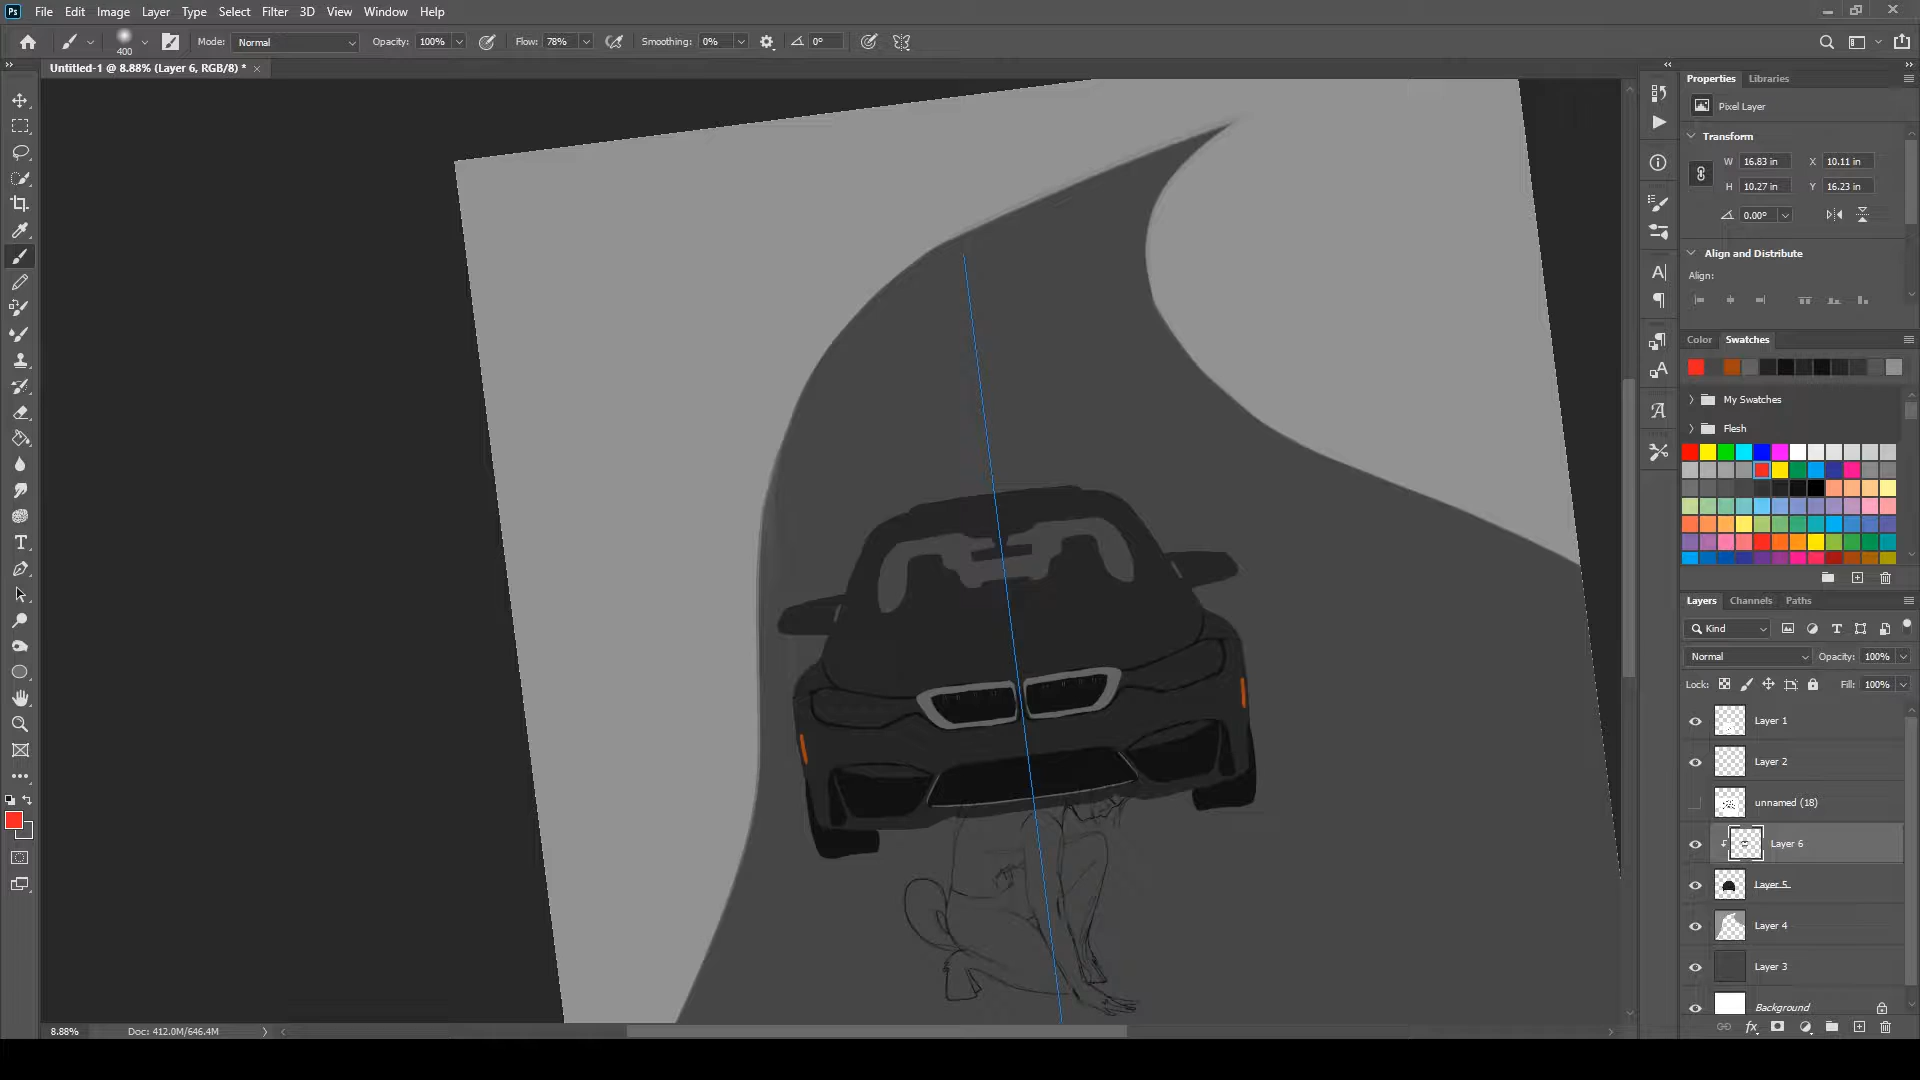 Ps File Edit Image Layer Type Select Filter 3D View Window Help
400 Mode: Normal Opacity: 100% Flow: 78% Smoothing: 0% 0°
Untitled-1 @ 8.88% (Layer 6, RGB/8) * ×
Properties Libraries
Pixel Layer
Transform
W 16.83 in X 10.11 in
H 10.27 in Y 16.23 in
0.00°
Align and Distribute
Align:
Color Swatches
My Swatches
Flesh
Layers Channels Paths
Kind
Normal Opacity: 100%
Lock: Fill: 100%
Layer 1
Layer 2
unnamed (18)
Layer 6
Layer 5
Layer 4
Layer 3
Background
8.88% Doc: 412.0M/646.4M